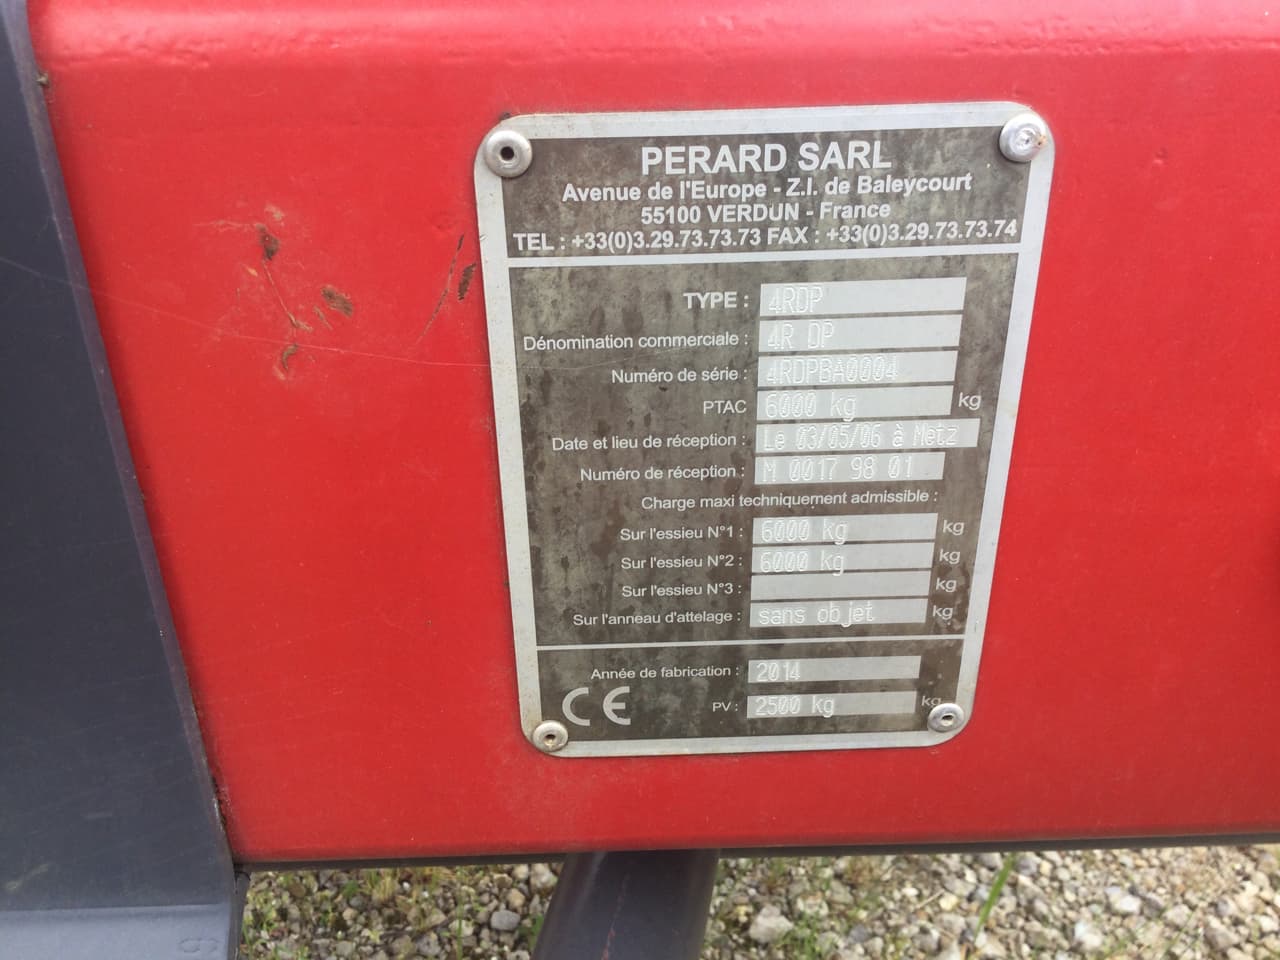 PERARD SARL
Avenue de l'Europe - Z.I. de Baleycourt
55100 VERDUN - France
TEL : +33(0)3.29.73.73.73 FAX : +33(0)3.29.73.73.74
TYPE : 4RDP
Dénomination commerciale : 4R DP
Numéro de série : 4RDPBA0004
PTAC 6000 kg kg
Date et lieu de réception : Le 03/05/06 à Metz
Numéro de réception : M 0017 98 01
Charge maxi techniquement admissible :
Sur l'essieu N°1 : 6000 kg kg
Sur l'essieu N°2 : 6000 kg kg
Sur l'essieu N°3 : kg
Sur l'anneau d'attelage : sans objet kg
Année de fabrication : 2014
CE PV : 2500 kg kg